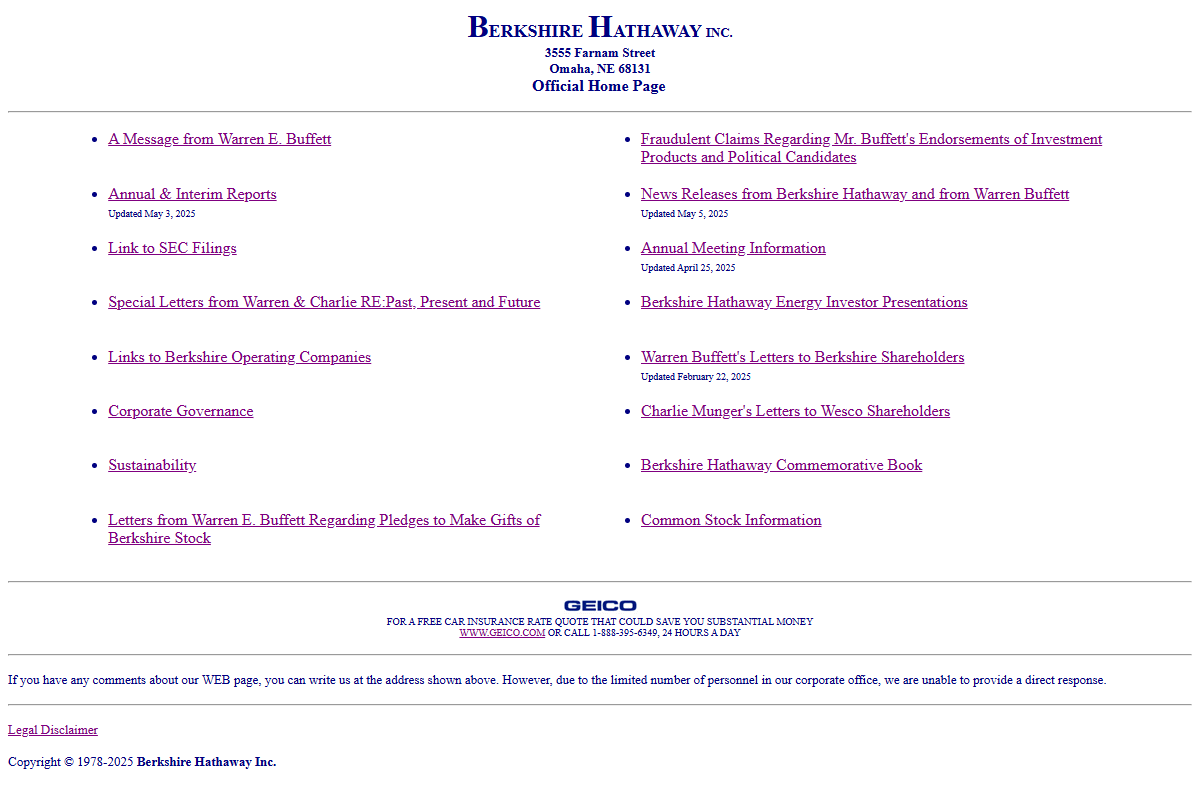 BERKSHIRE HATHAWAY INC.
3555 Farnam Street
Omaha, NE 68131
Official Home Page
A Message from Warren E. Buffett
Fraudulent Claims Regarding Mr. Buffett's Endorsements of Investment
Products and Political Candidates
Annual & Interim Reports
Updated May 3, 2025
News Releases from Berkshire Hathaway and from Warren Buffett
Updated May 5, 2025
Link to SEC Filings
Annual Meeting Information
Updated April 25, 2025
Special Letters from Warren & Charlie RE:Past, Present and Future
Berkshire Hathaway Energy Investor Presentations
Links to Berkshire Operating Companies
Warren Buffett's Letters to Berkshire Shareholders
Updated February 22, 2025
Corporate Governance
Charlie Munger's Letters to Wesco Shareholders
Sustainability
Berkshire Hathaway Commemorative Book
Letters from Warren E. Buffett Regarding Pledges to Make Gifts of
Berkshire Stock
Common Stock Information
GEICO
FOR A FREE CAR INSURANCE RATE QUOTE THAT COULD SAVE YOU SUBSTANTIAL MONEY
WWW.GEICO.COM OR CALL 1-888-395-6349, 24 HOURS A DAY
If you have any comments about our WEB page, you can write us at the address shown above. However, due to the limited number of personnel in our corporate office, we are unable to provide a direct response.
Legal Disclaimer
Copyright © 1978-2025 Berkshire Hathaway Inc.